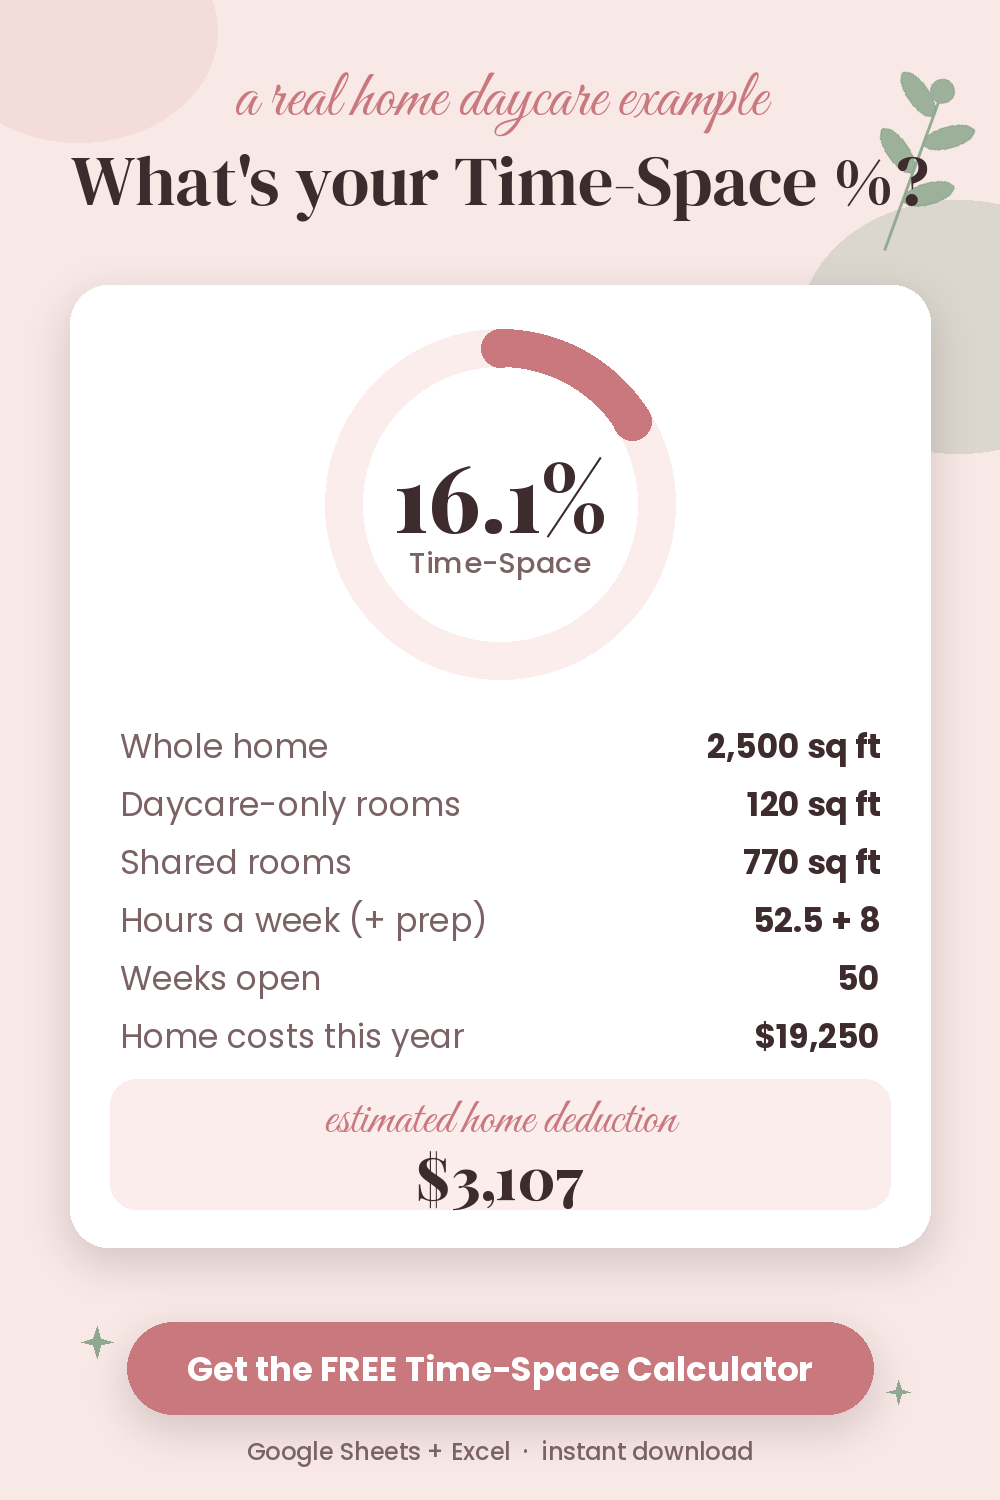 a real home daycare example
What's your Time-Space %?
16.1%
Time-Space
Whole home 2,500 sq ft
Daycare-only rooms 120 sq ft
Shared rooms 770 sq ft
Hours a week (+ prep) 52.5 + 8
Weeks open 50
Home costs this year $19,250
estimated home deduction
$3,107
Get the FREE Time-Space Calculator
Google Sheets + Excel · instant download